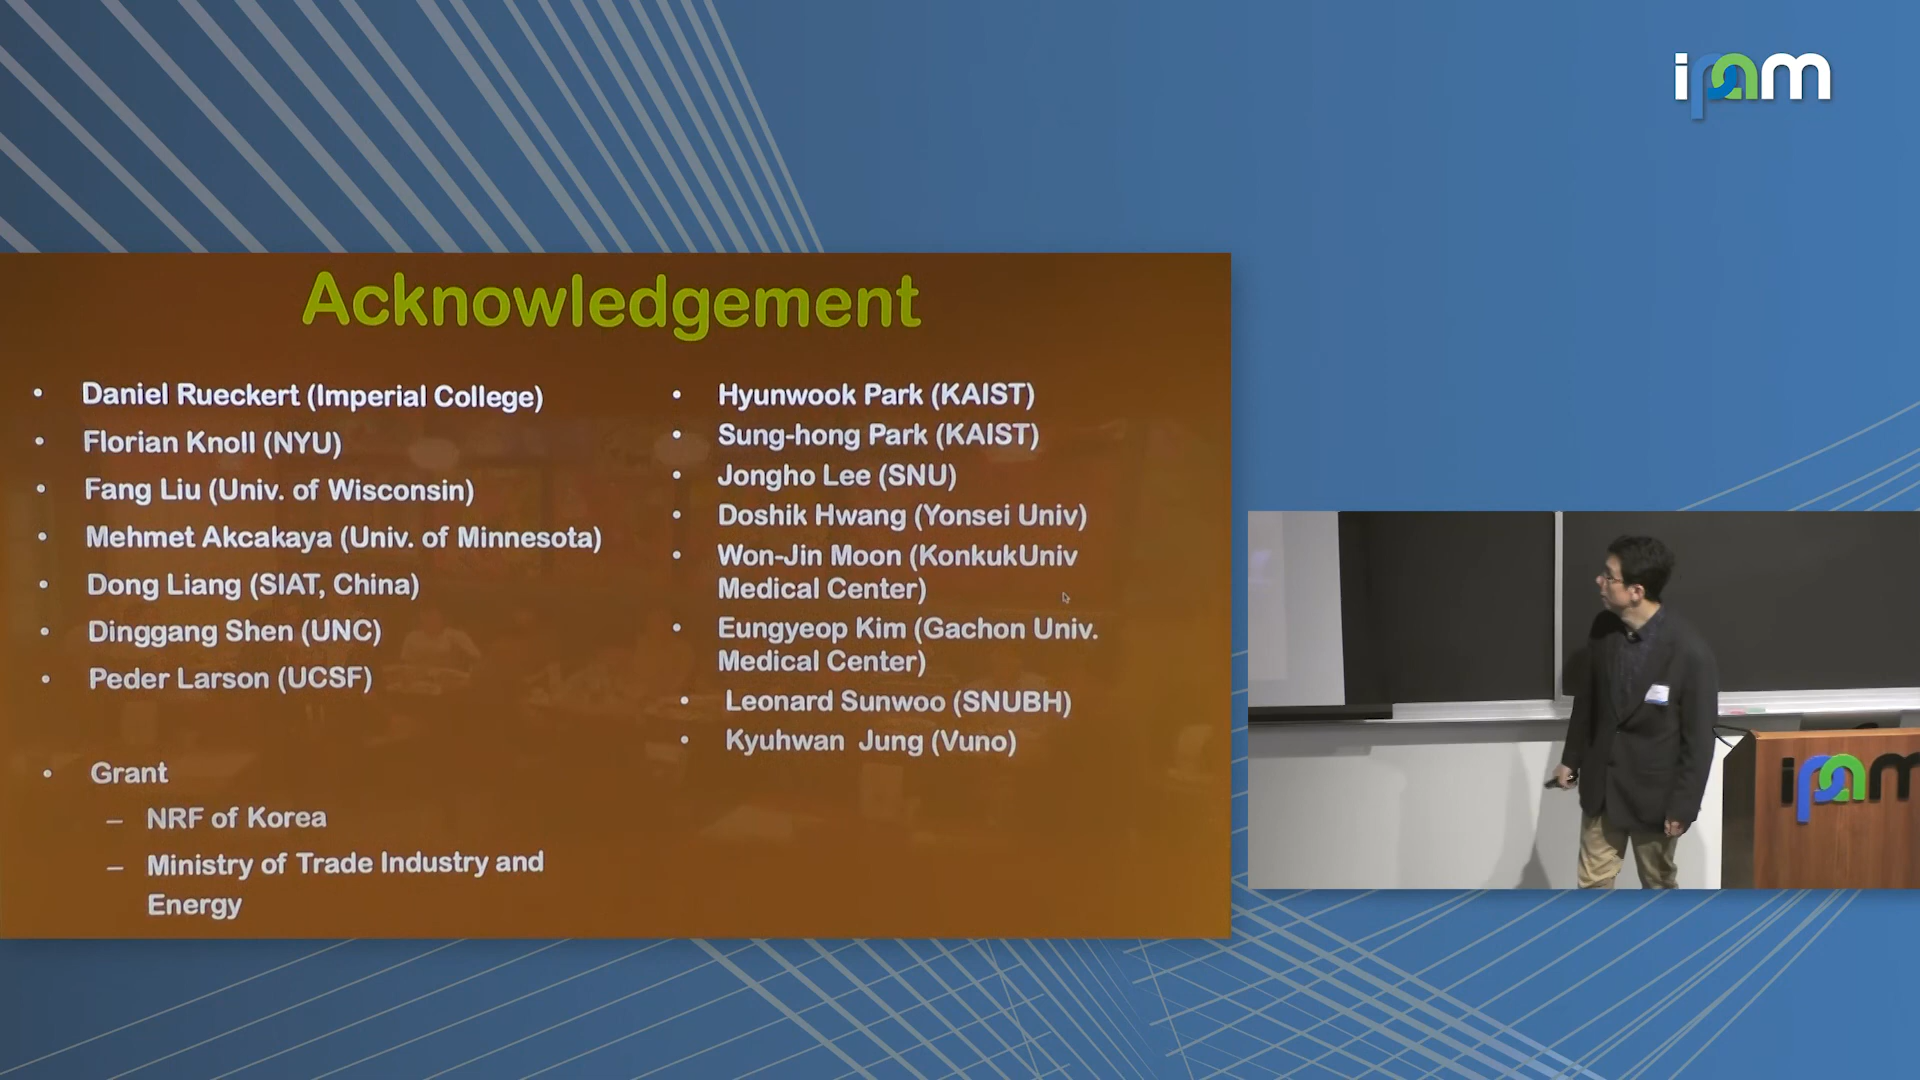 ipam
Acknowledgement
• Daniel Rueckert (Imperial College)
• Florian Knoll (NYU)
• Fang Liu (Univ. of Wisconsin)
• Mehmet Akcakaya (Univ. of Minnesota)
• Dong Liang (SIAT, China)
• Dinggang Shen (UNC)
• Peder Larson (UCSF)
• Grant
– NRF of Korea
– Ministry of Trade Industry and
Energy
• Hyunwook Park (KAIST)
• Sung-hong Park (KAIST)
• Jongho Lee (SNU)
• Doshik Hwang (Yonsei Univ)
• Won-Jin Moon (KonkukUniv
Medical Center)
• Eungyeop Kim (Gachon Univ.
Medical Center)
• Leonard Sunwoo (SNUBH)
• Kyuhwan Jung (Vuno)
ipam